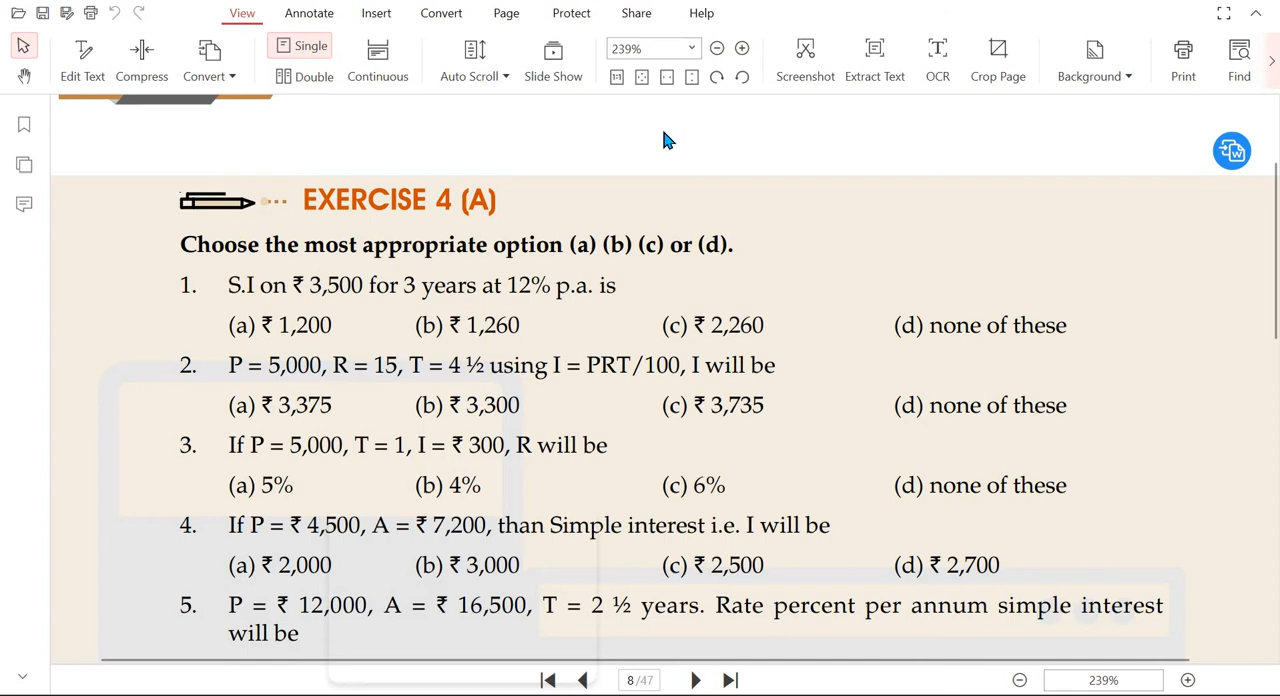 View Annotate Insert Convert Page Protect Share Help
Single
239%
Edit Text Compress Convert Double Continuous Auto Scroll Slide Show Screenshot Extract Text OCR Crop Page Background Print Find
EXERCISE 4 (A)
Choose the most appropriate option (a) (b) (c) or (d).
1. S.I on ₹ 3,500 for 3 years at 12% p.a. is
(a) ₹ 1,200 (b) ₹ 1,260 (c) ₹ 2,260 (d) none of these
2. P = 5,000, R = 15, T = 4 ½ using I = PRT/100, I will be
(a) ₹ 3,375 (b) ₹ 3,300 (c) ₹ 3,735 (d) none of these
3. If P = 5,000, T = 1, I = ₹ 300, R will be
(a) 5% (b) 4% (c) 6% (d) none of these
4. If P = ₹ 4,500, A = ₹ 7,200, than Simple interest i.e. I will be
(a) ₹ 2,000 (b) ₹ 3,000 (c) ₹ 2,500 (d) ₹ 2,700
5. P = ₹ 12,000, A = ₹ 16,500, T = 2 ½ years. Rate percent per annum simple interest
will be
8 /47 239%